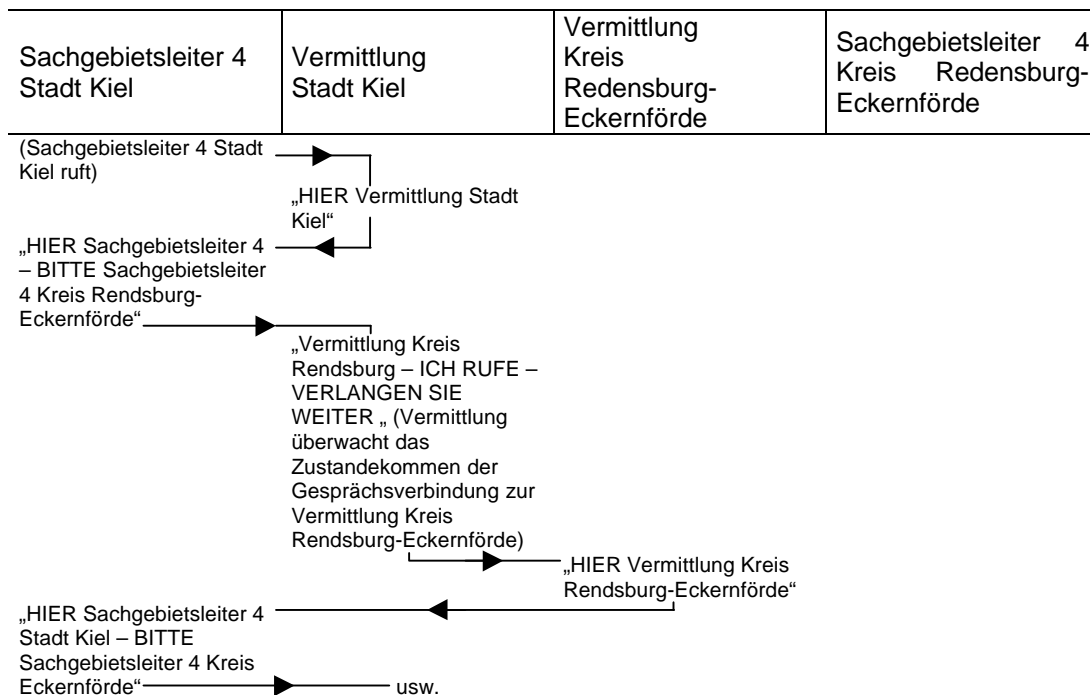 Sachgebietsleiter 4
Stadt Kiel
Vermittlung
Stadt Kiel
Vermittlung
Kreis
Redensburg-
Eckernförde
Sachgebietsleiter 4
Kreis Redensburg-
Eckernförde
(Sachgebietsleiter 4 Stadt
Kiel ruft)
„HIER Vermittlung Stadt
Kiel“
„HIER Sachgebietsleiter 4
– BITTE Sachgebietsleiter
4 Kreis Rendsburg-
Eckernförde“
„Vermittlung Kreis
Rendsburg – ICH RUFE –
VERLANGEN SIE
WEITER „ (Vermittlung
überwacht das
Zustandekommen der
Gesprächsverbindung zur
Vermittlung Kreis
Rendsburg-Eckernförde)
„HIER Vermittlung Kreis
Rendsburg-Eckernförde“
„HIER Sachgebietsleiter 4
Stadt Kiel – BITTE
Sachgebietsleiter 4 Kreis
Eckernförde“
usw.